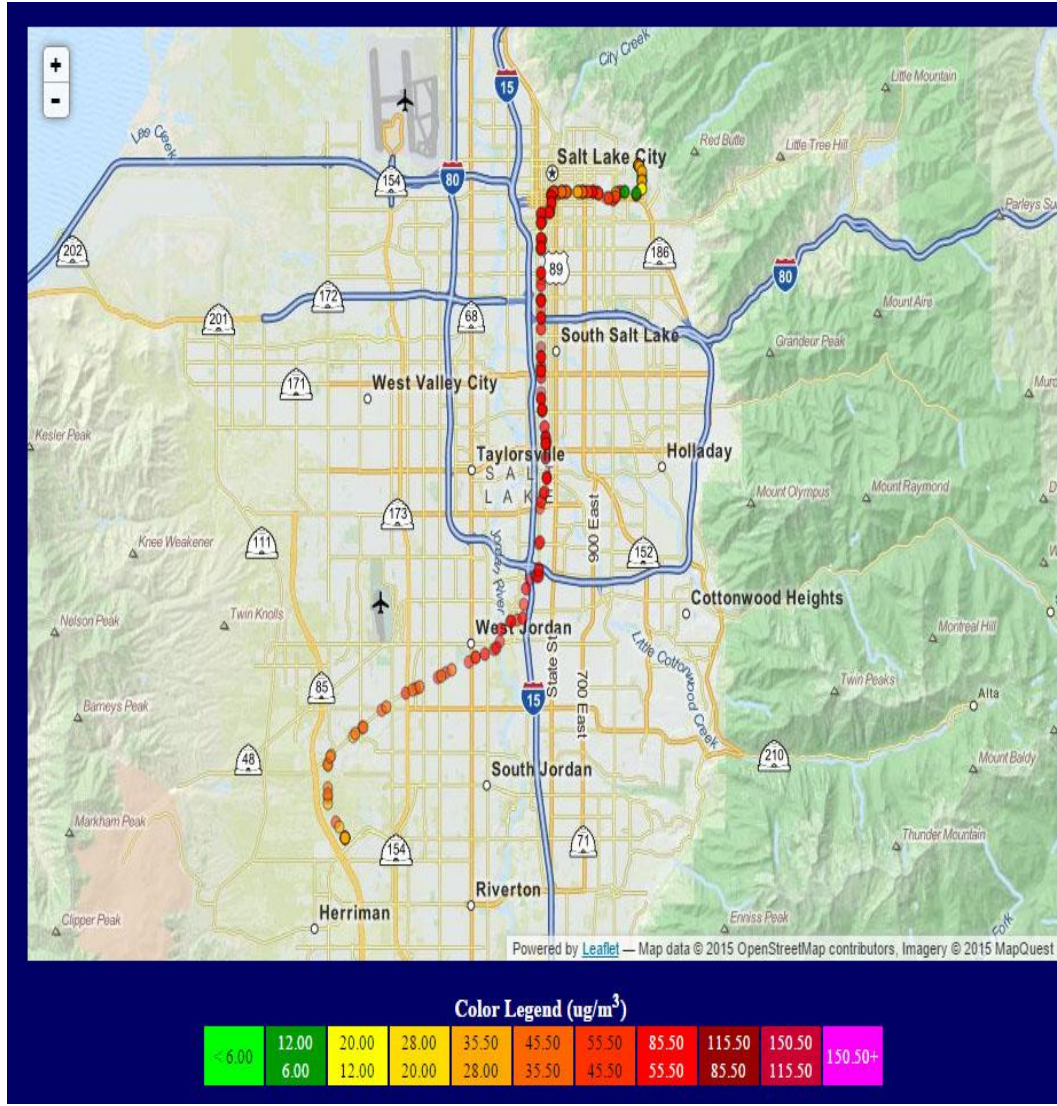 +
-
City Creek
Little Mountain
15
Lee Creek
Red Butte
Little Tree Hill
Salt Lake City
154
80
Parleys Su
202
186
89
80
172
201
68
Mount Aire
South Salt Lake
Grandeur Peak
171
West Valley City
Kesler Peak
Taylorsville
SALT
LAKE
Holladay
Mount Olympus
Mount Raymond
173
900 East
111
Knee Weakener
152
Jordan River
Twin Knolls
Cottonwood Heights
Nelson Peak
West Jordan
Montreal Hill
State St
Little Cottonwood Creek
85
Twin Peaks
Alta
15
700 East
Barneys Peak
48
210
Mount Baldy
South Jordan
Markham Peak
154
71
Thunder Mountain
Riverton
Herriman
Clipper Peak
Enniss Peak
Fork
Powered by Leaflet — Map data © 2015 OpenStreetMap contributors, Imagery © 2015 MapQuest
Color Legend (ug/m³)
< 6.00
12.00 20.00 28.00 35.50 45.50 55.50 85.50 115.50 150.50
150.50+
6.00 12.00 20.00 28.00 35.50 45.50 55.50 85.50 115.50